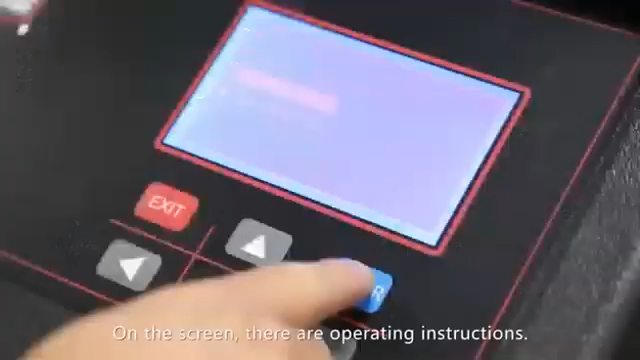 EXIT
R
On the screen, there are operating instructions.